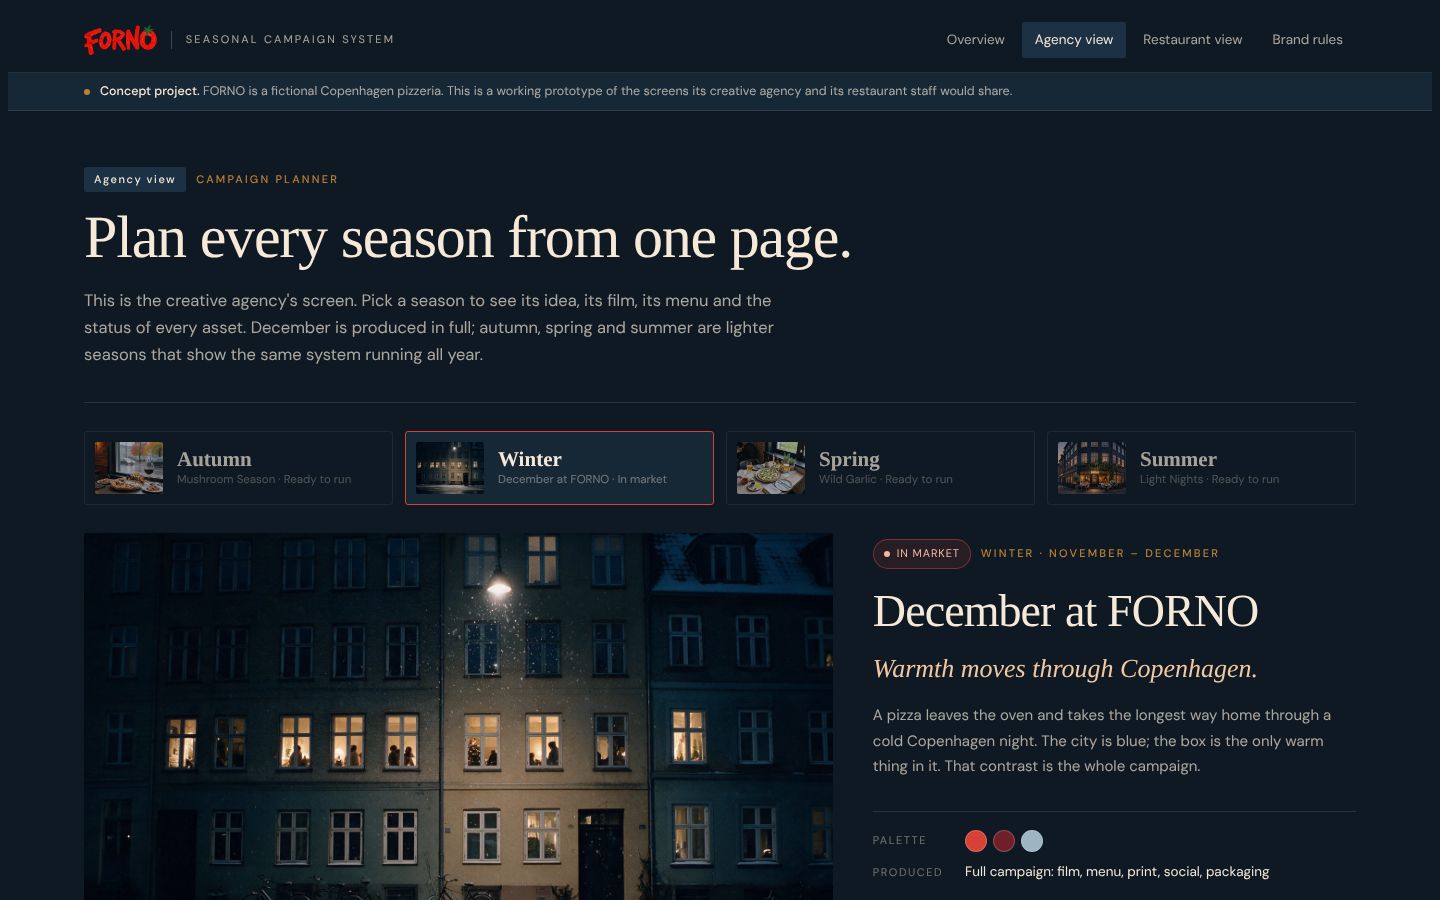 FORNO
SEASONAL CAMPAIGN SYSTEM
Overview
Agency view
Restaurant view
Brand rules
Concept project. FORNO is a fictional Copenhagen pizzeria. This is a working prototype of the screens its creative agency and its restaurant staff would share.
Agency view
CAMPAIGN PLANNER
Plan every season from one page.
This is the creative agency's screen. Pick a season to see its idea, its film, its menu and the
status of every asset. December is produced in full; autumn, spring and summer are lighter
seasons that show the same system running all year.
Autumn
Mushroom Season · Ready to run
Winter
December at FORNO · In market
Spring
Wild Garlic · Ready to run
Summer
Light Nights · Ready to run
IN MARKET
WINTER · NOVEMBER – DECEMBER
December at FORNO
Warmth moves through Copenhagen.
A pizza leaves the oven and takes the longest way home through a
cold Copenhagen night. The city is blue; the box is the only warm
thing in it. That contrast is the whole campaign.
PALETTE
PRODUCED
Full campaign: film, menu, print, social, packaging